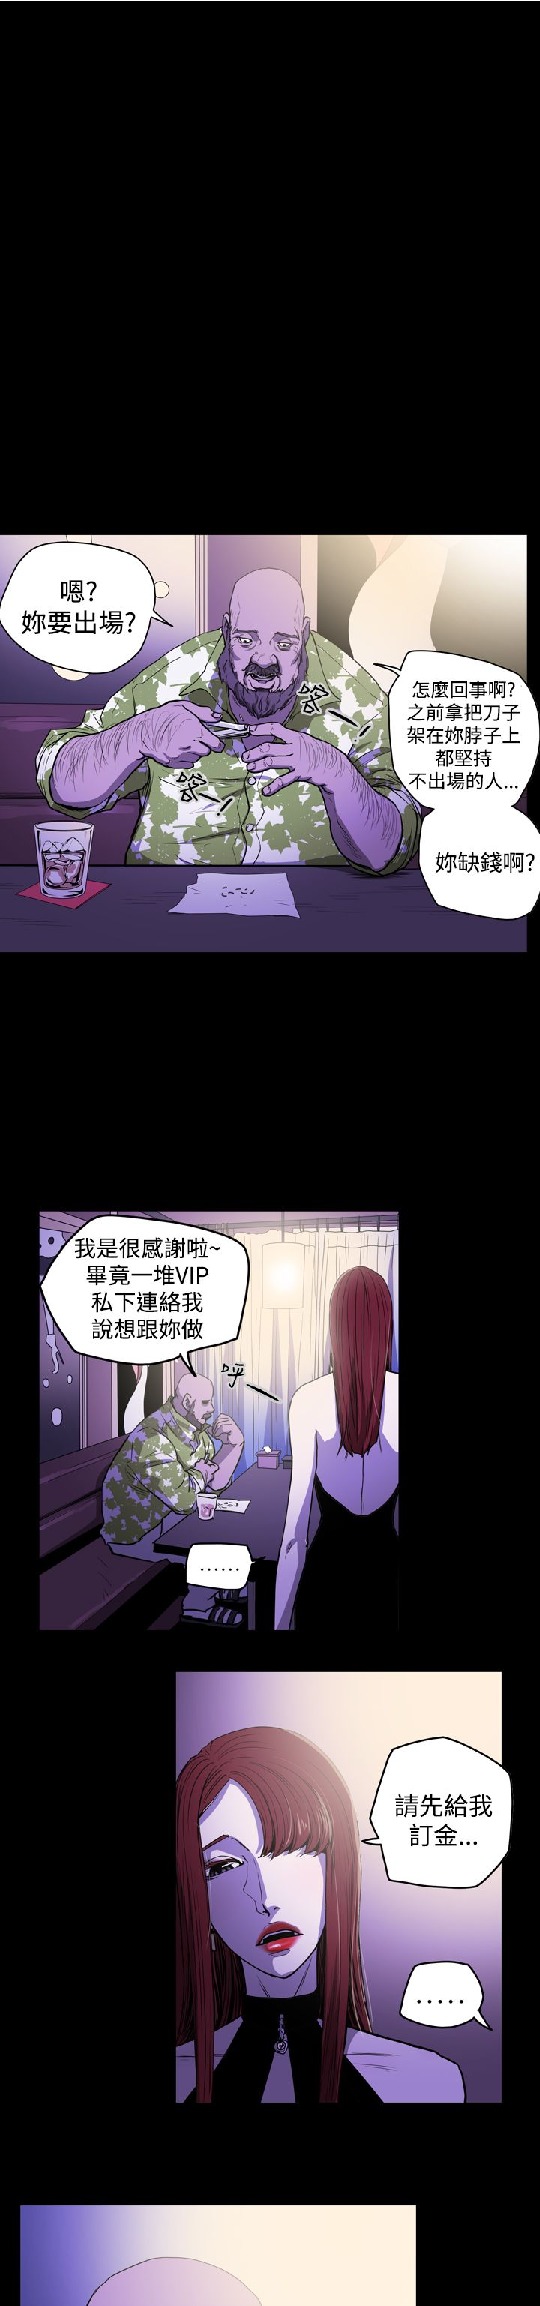 嗯?
妳要出場?
喀—!
喀—!
怎麼回事啊?
之前拿把刀子
架在妳脖子上
都堅持
不出場的人...
妳缺錢啊?
我是很感謝啦~
畢竟一堆VIP
私下連絡我
說想跟妳做
呼—
......
請先給我
訂金...
.....